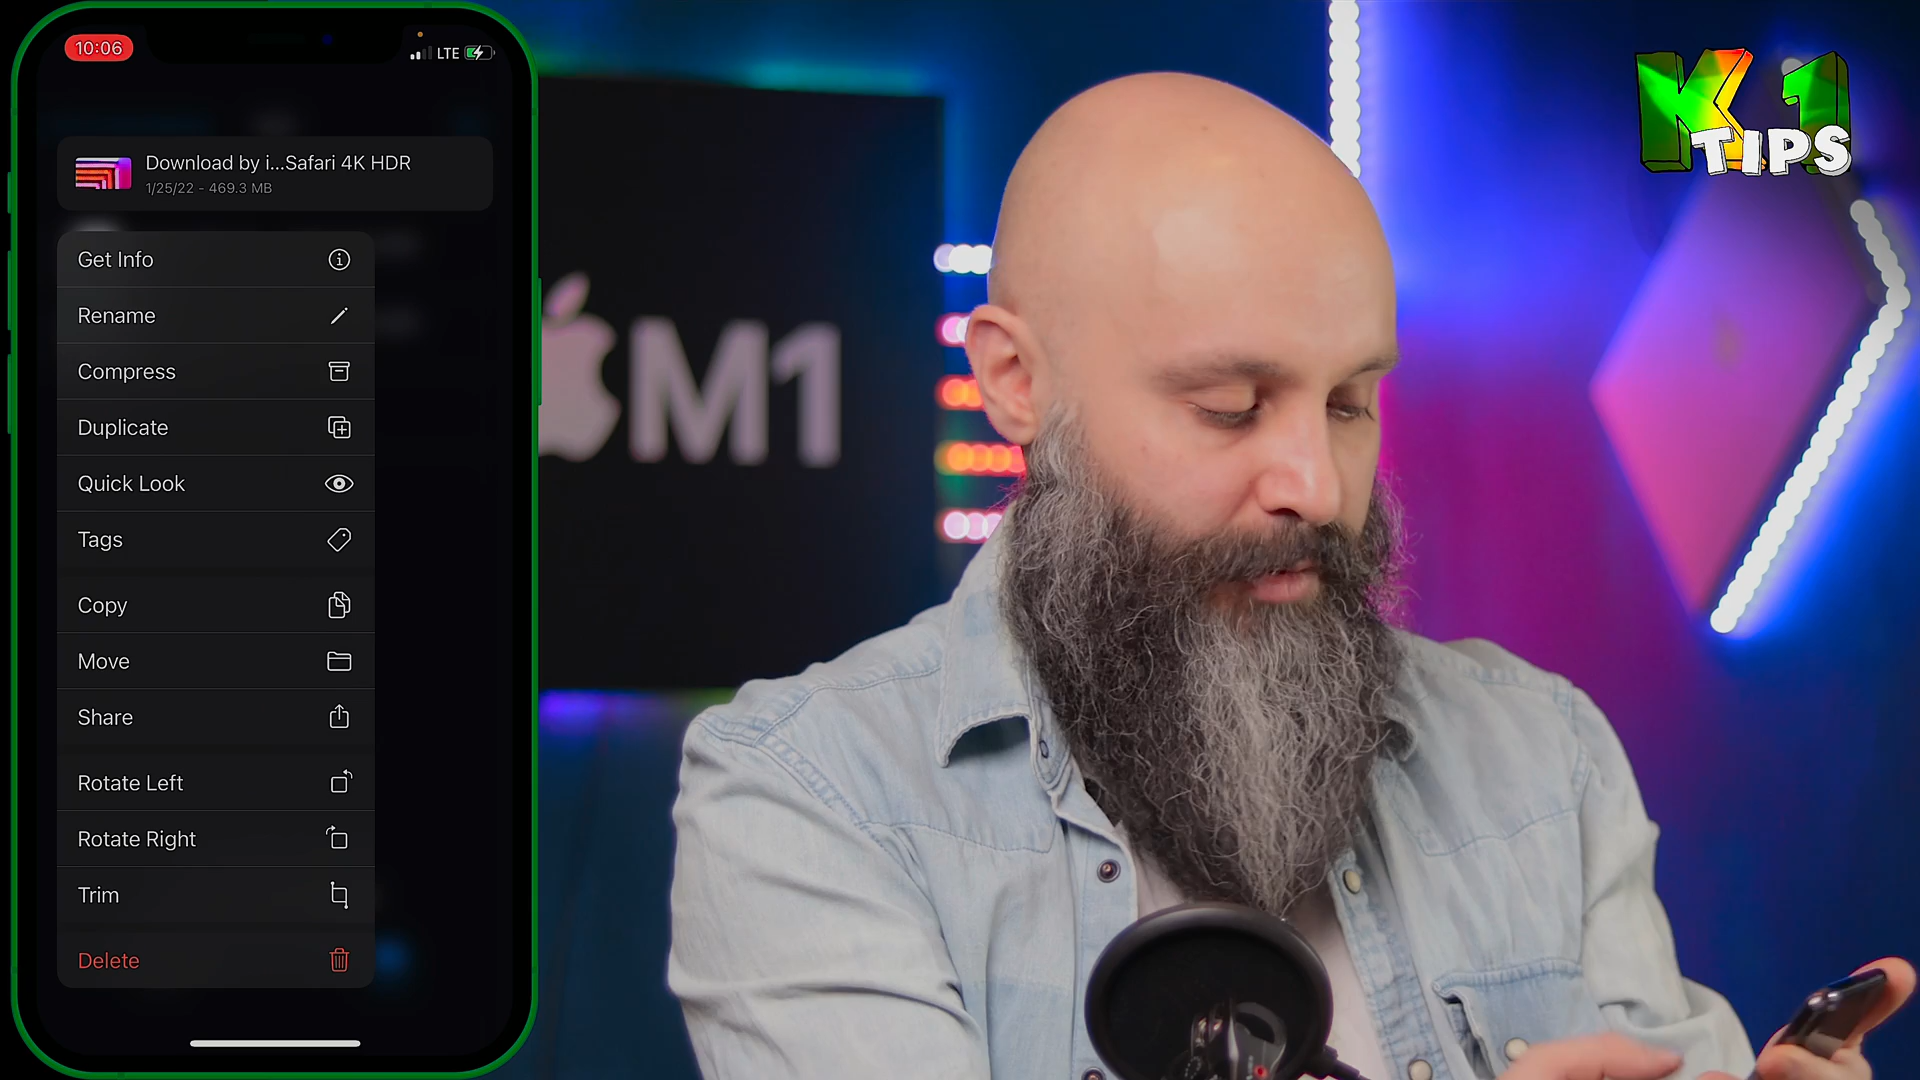 10:06
LTE
Download by i...Safari 4K HDR
1/25/22 - 469.3 MB
Get Info
Rename
Compress
Duplicate
Quick Look
Tags
Copy
Move
Share
Rotate Left
Rotate Right
Trim
Delete
M1
K1
TIPS